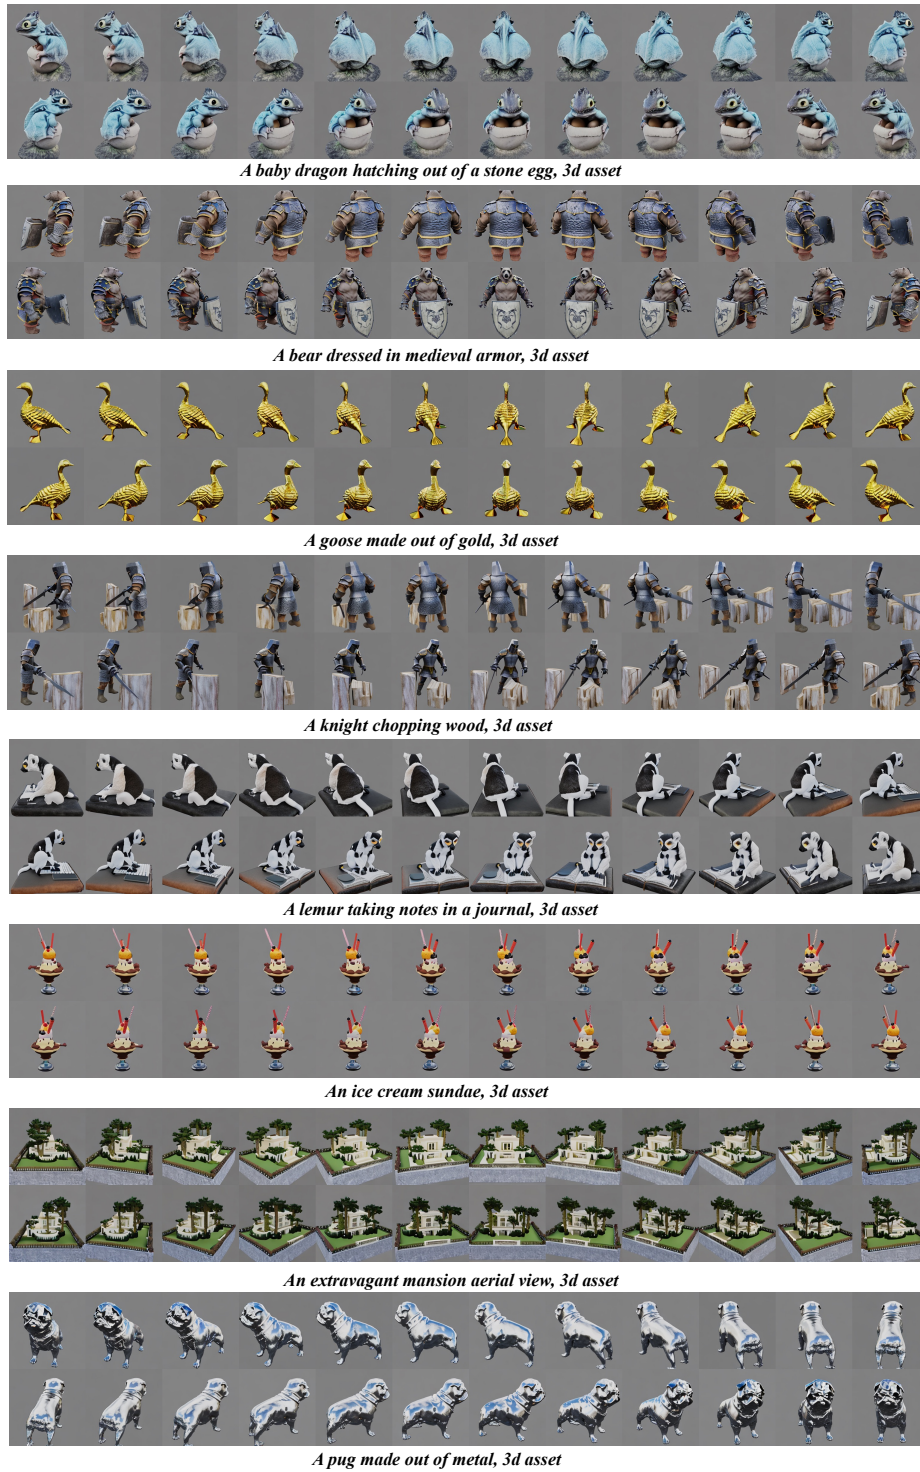 A baby dragon hatching out of a stone egg, 3d asset
A bear dressed in medieval armor, 3d asset
A goose made out of gold, 3d asset
A knight chopping wood, 3d asset
A lemur taking notes in a journal, 3d asset
An ice cream sundae, 3d asset
An extravagant mansion aerial view, 3d asset
A pug made out of metal, 3d asset